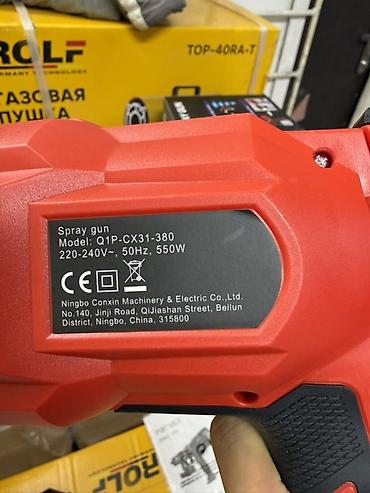 ROLF
TOP-40RA-T
ГАЗОВАЯ
ПУШКА
Spray gun
Model: Q1P-CX31-380
220-240V~, 50Hz, 550W
CE
Ningbo Conxin Machinery & Electric Co.,Ltd.
No.140, Jinji Road, QiJiashan Street, Beilun
District, Ningbo, China, 315800
ROLF